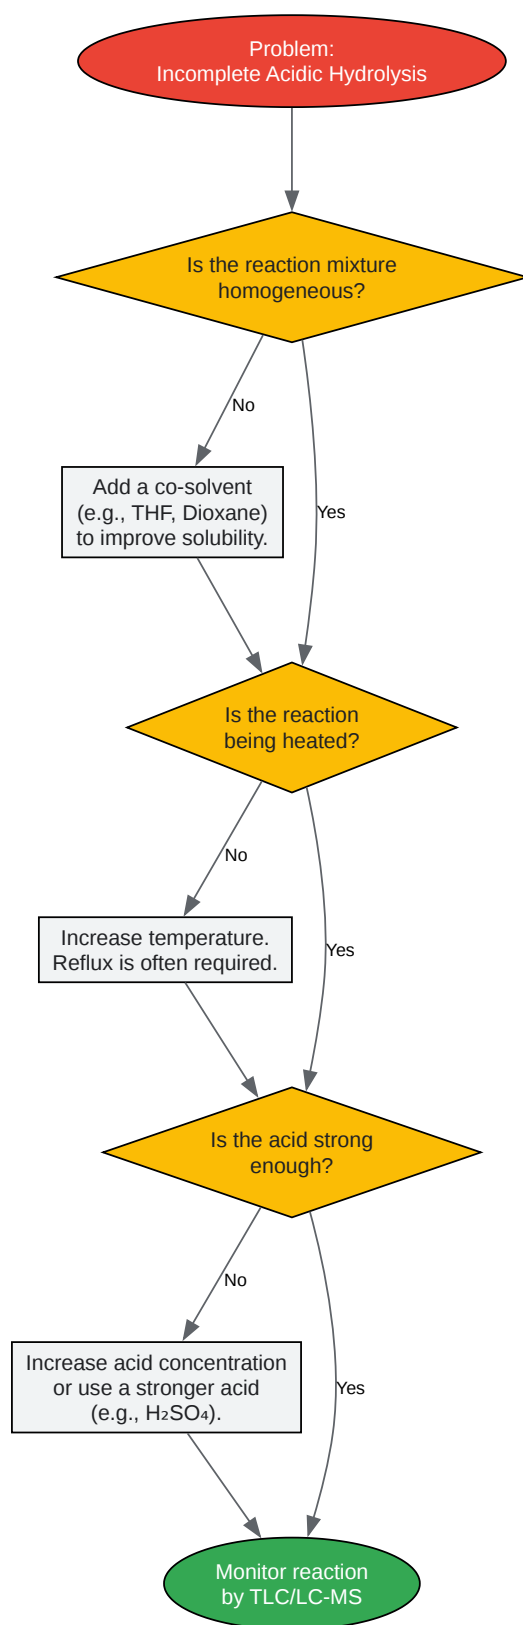 Problem:
Incomplete Acidic Hydrolysis
Is the reaction mixture
homogeneous?
No
Yes
Add a co-solvent
(e.g., THF, Dioxane)
to improve solubility.
Is the reaction
being heated?
No
Yes
Increase temperature.
Reflux is often required.
Is the acid strong
enough?
No
Yes
Increase acid concentration
or use a stronger acid
(e.g., H₂SO₄).
Monitor reaction
by TLC/LC-MS